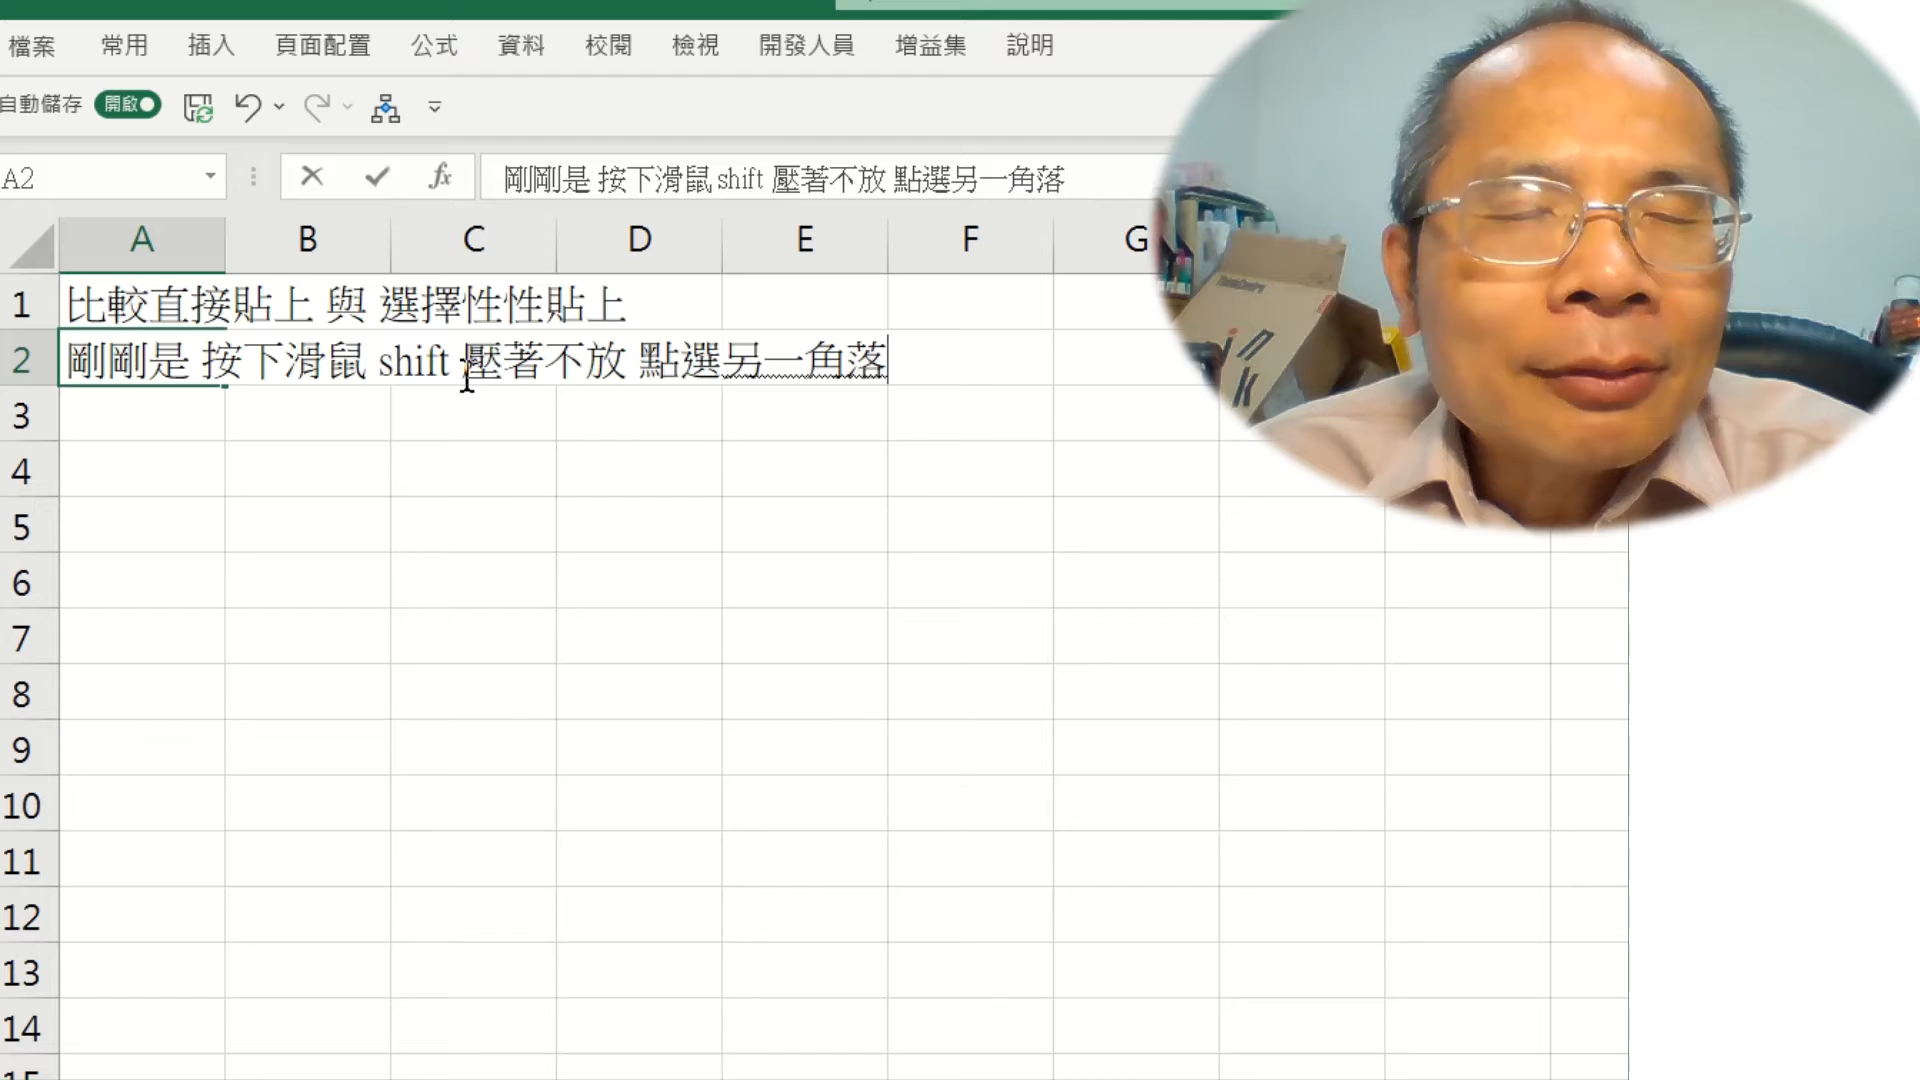 檔案 常用 插入 頁面配置 公式 資料 校閱 檢視 開發人員 增益集 說明
自動儲存 開啟
A2 fx 剛剛是 按下滑鼠 shift 壓著不放 點選另一角落
A B C D E F G
1 比較直接貼上 與 選擇性性貼上
2 剛剛是 按下滑鼠 shift 壓著不放 點選另一角落
3
4
5
6
7
8
9
10
11
12
13
14
15